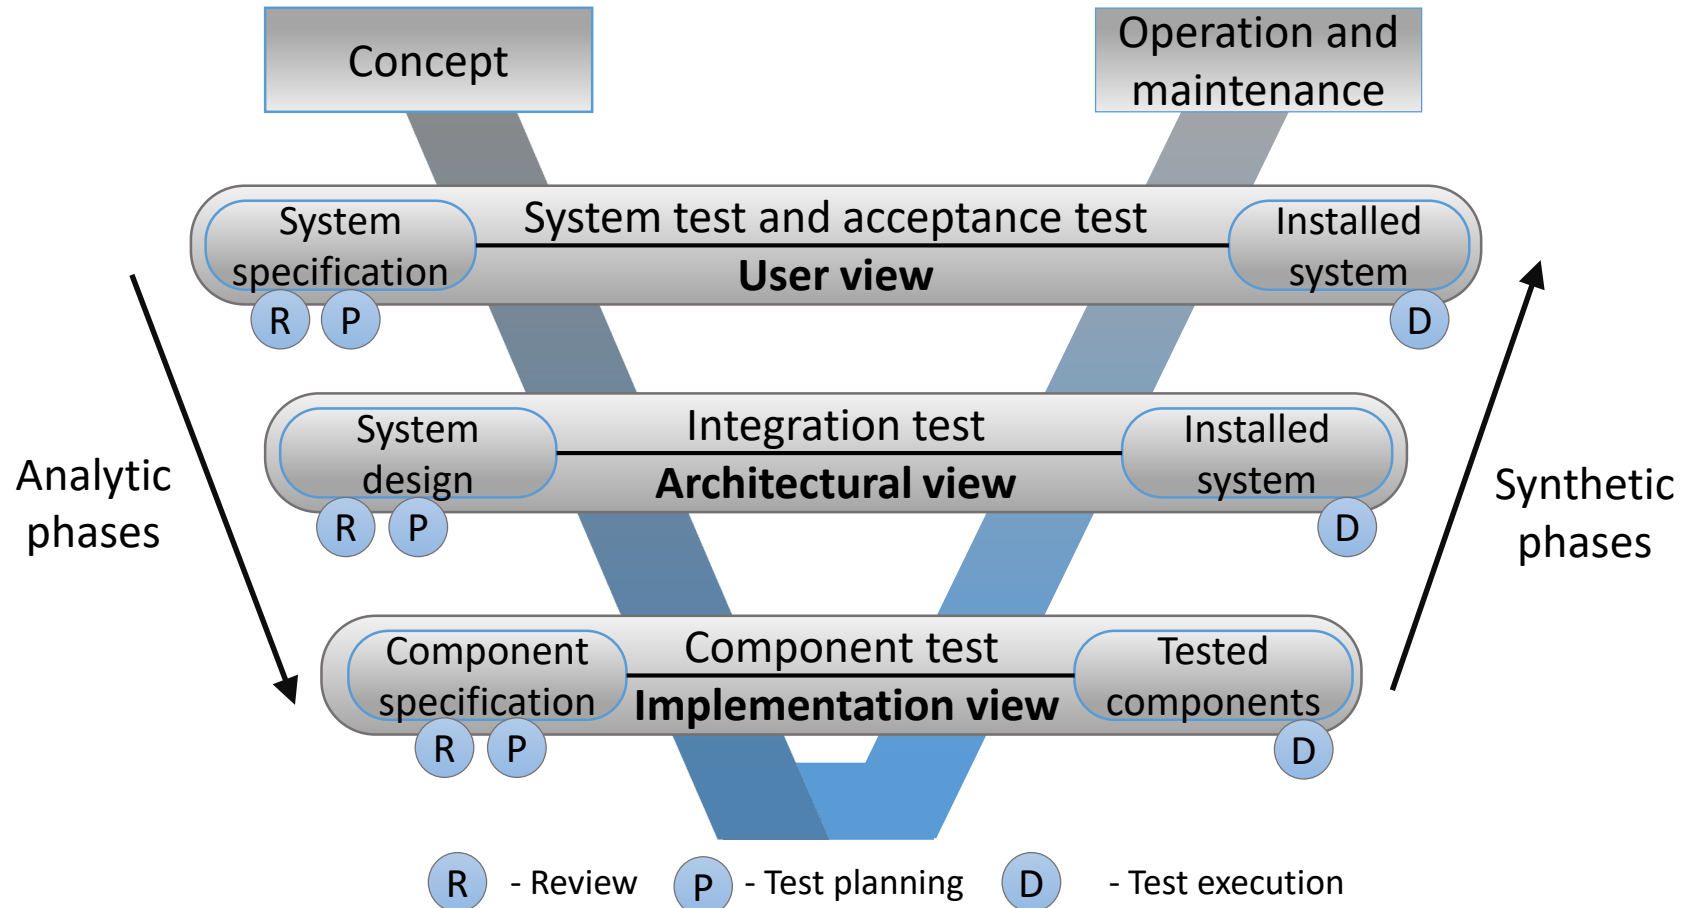 Concept
Operation and
maintenance
System
specification
System test and acceptance test
User view
Installed
system
R
P
D
System
design
Integration test
Architectural view
Installed
system
R
P
D
Analytic
phases
Synthetic
phases
Component
specification
Component test
Implementation view
Tested
components
R
P
D
R - Review
P - Test planning
D - Test execution